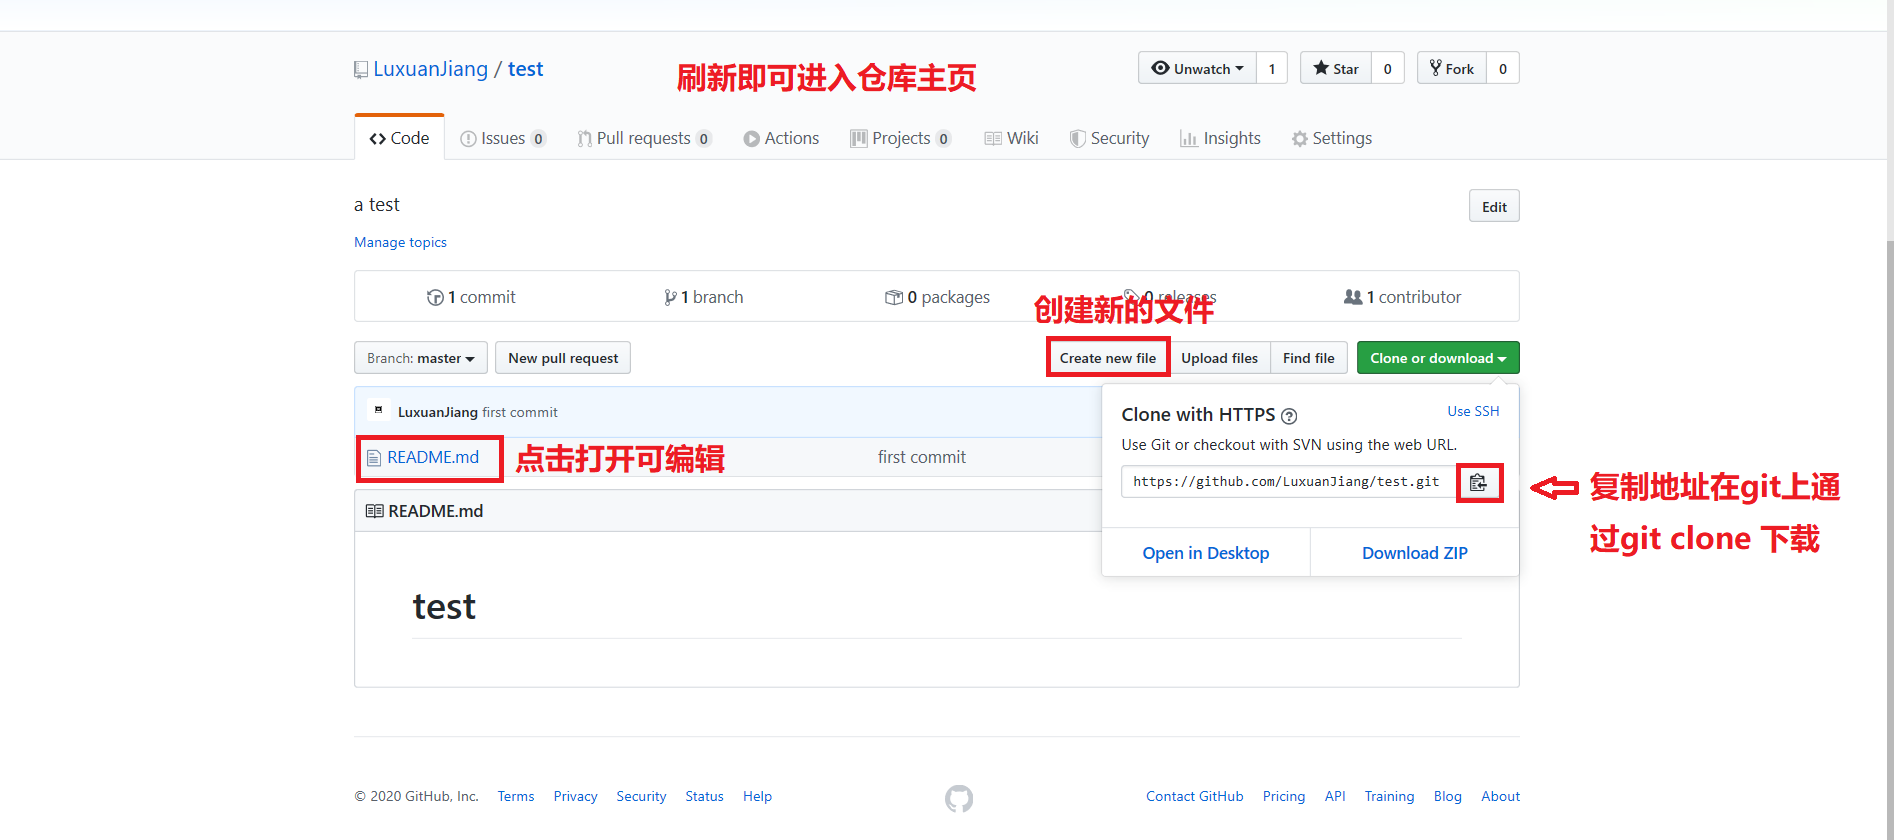 LuxuanJiang / test
刷新即可进入仓库主页
Unwatch 1 Star 0 Fork 0
Code Issues 0 Pull requests 0 Actions Projects 0 Wiki Security Insights Settings
a test
Edit
Manage topics
1 commit 1 branch 0 packages 0 releases 1 contributor
创建新的文件
Branch: master New pull request Create new file Upload files Find file Clone or download
LuxuanJiang first commit
README.md 点击打开可编辑 first commit
Clone with HTTPS Use SSH
Use Git or checkout with SVN using the web URL.
https://github.com/LuxuanJiang/test.git
复制地址在git上通
过git clone 下载
Open in Desktop Download ZIP
README.md
test
© 2020 GitHub, Inc. Terms Privacy Security Status Help Contact GitHub Pricing API Training Blog About